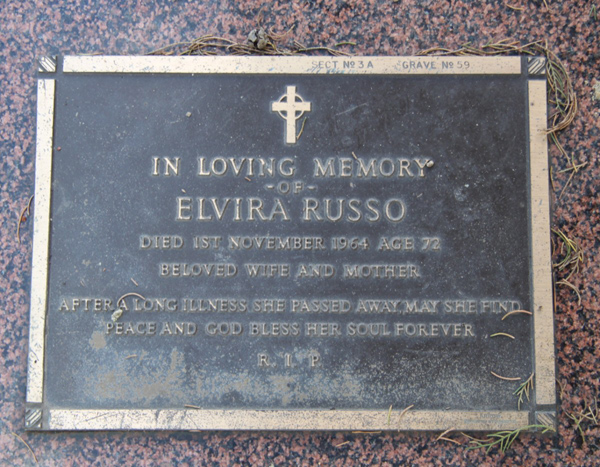 SECT Nº 3A GRAVE Nº 59
IN LOVING MEMORY
-OF-
ELVIRA RUSSO
DIED 1ST NOVEMBER 1964 AGE 72
BELOVED WIFE AND MOTHER
AFTER A LONG ILLNESS SHE PASSED AWAY, MAY SHE FIND
PEACE AND GOD BLESS HER SOUL FOREVER
R. I. P.